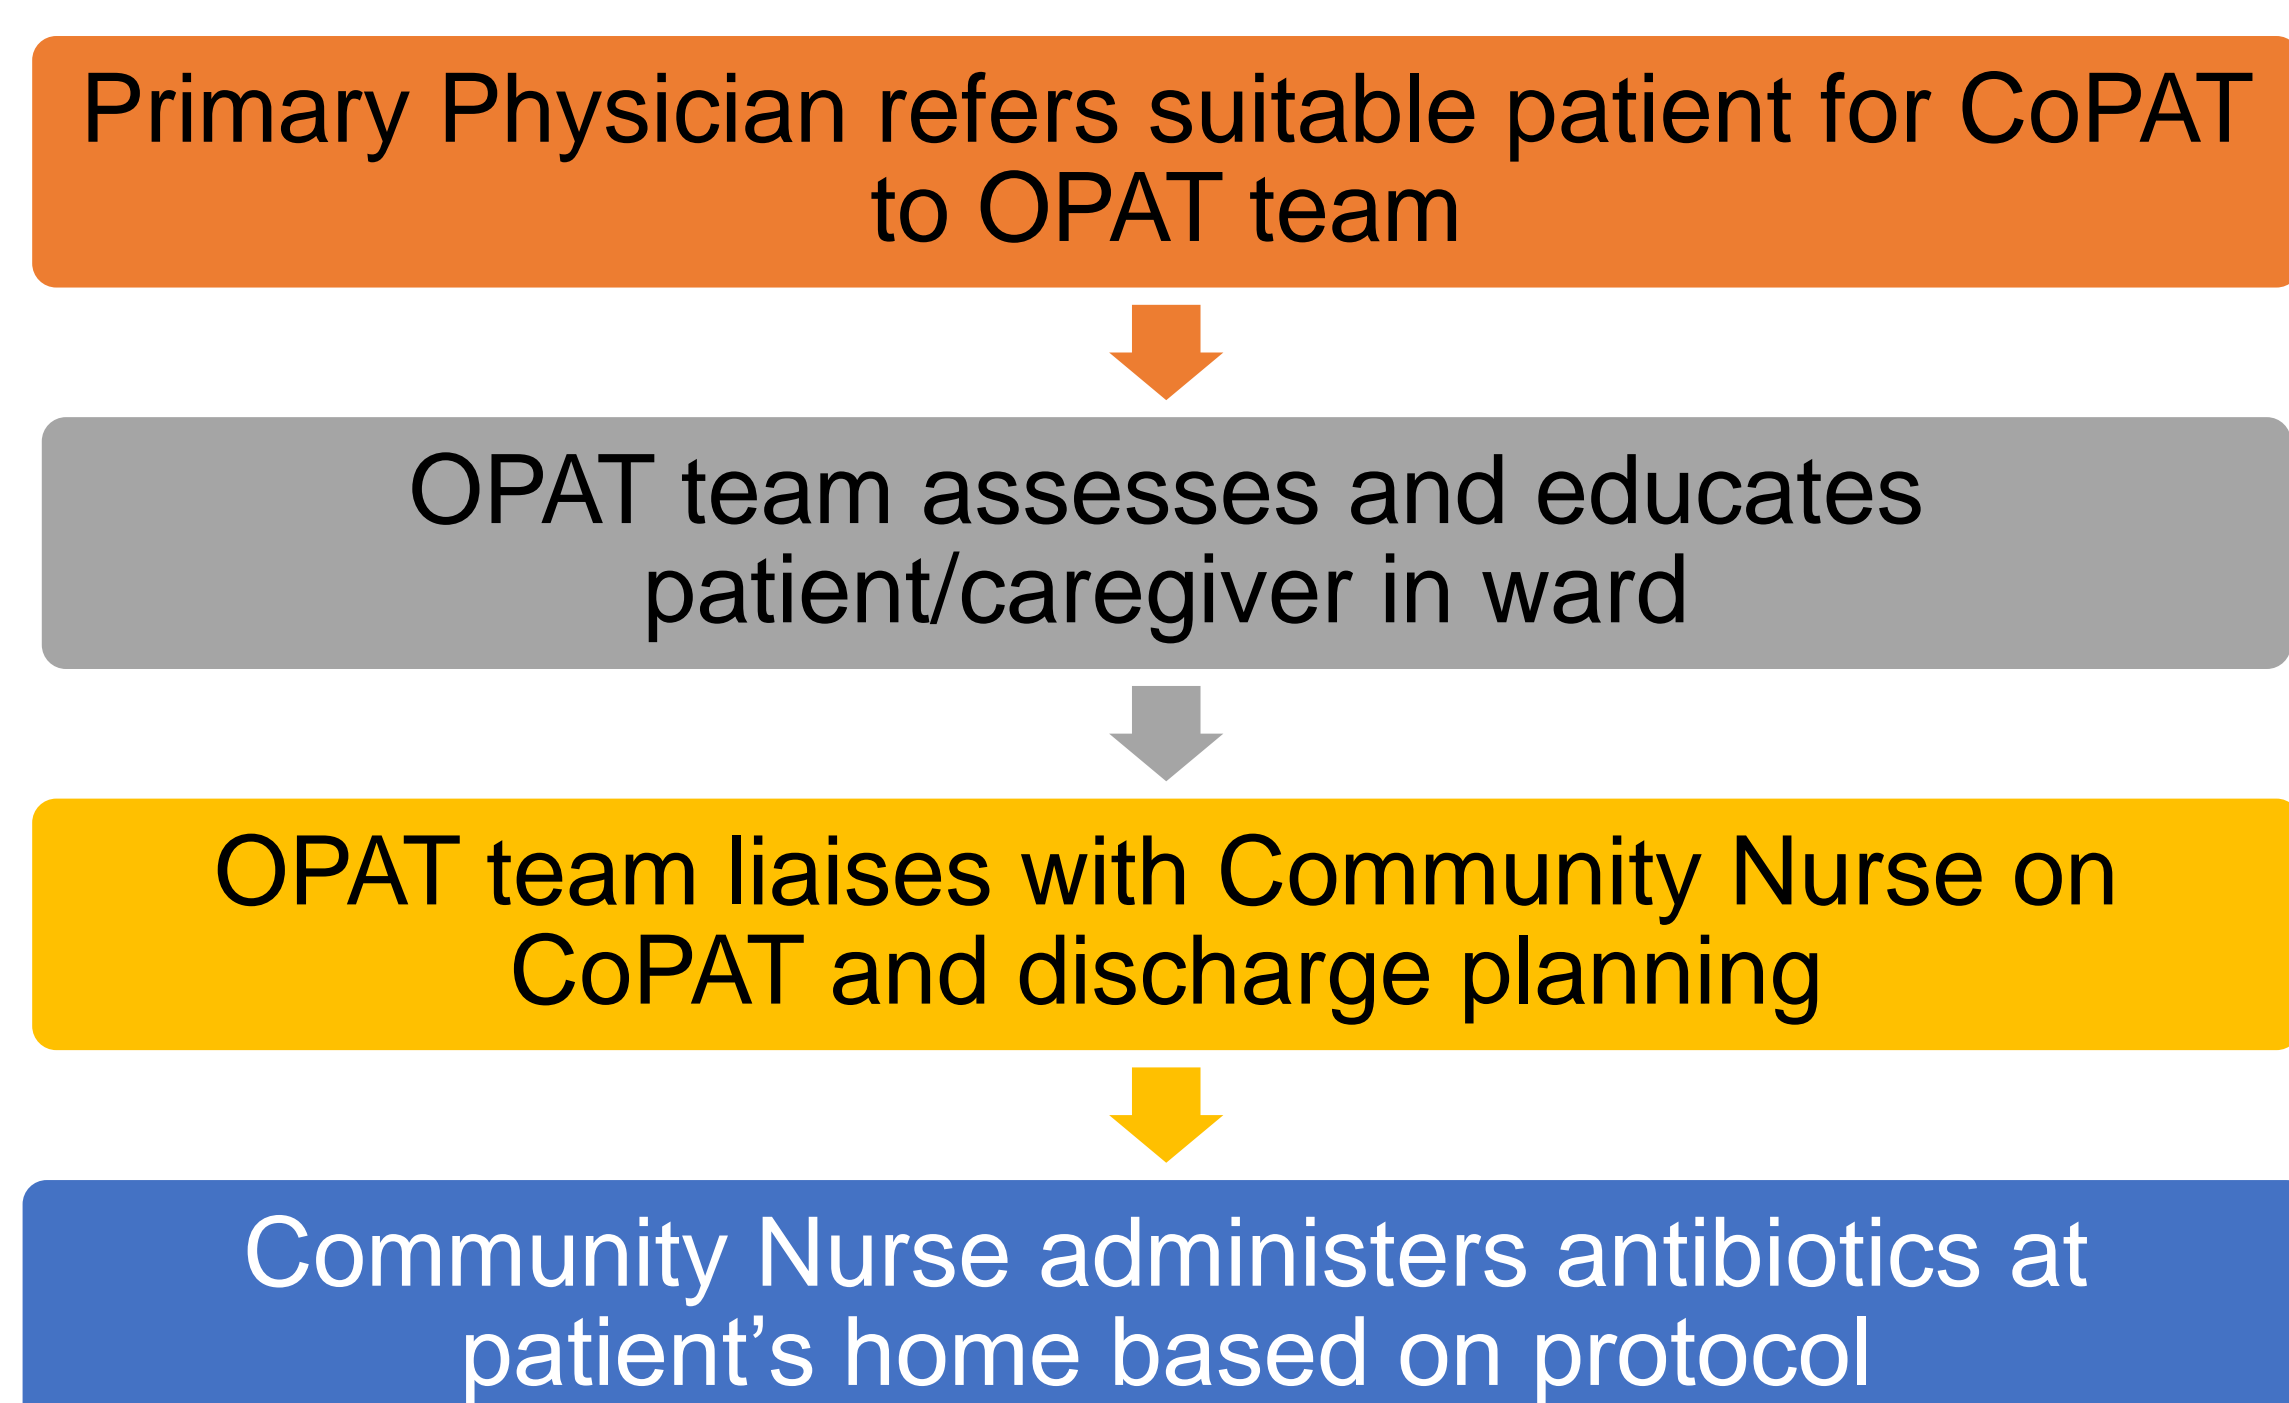 Primary Physician refers suitable patient for CoPAT
to OPAT team
OPAT team assesses and educates
patient/caregiver in ward
OPAT team liaises with Community Nurse on
CoPAT and discharge planning
Community Nurse administers antibiotics at
patient’s home based on protocol